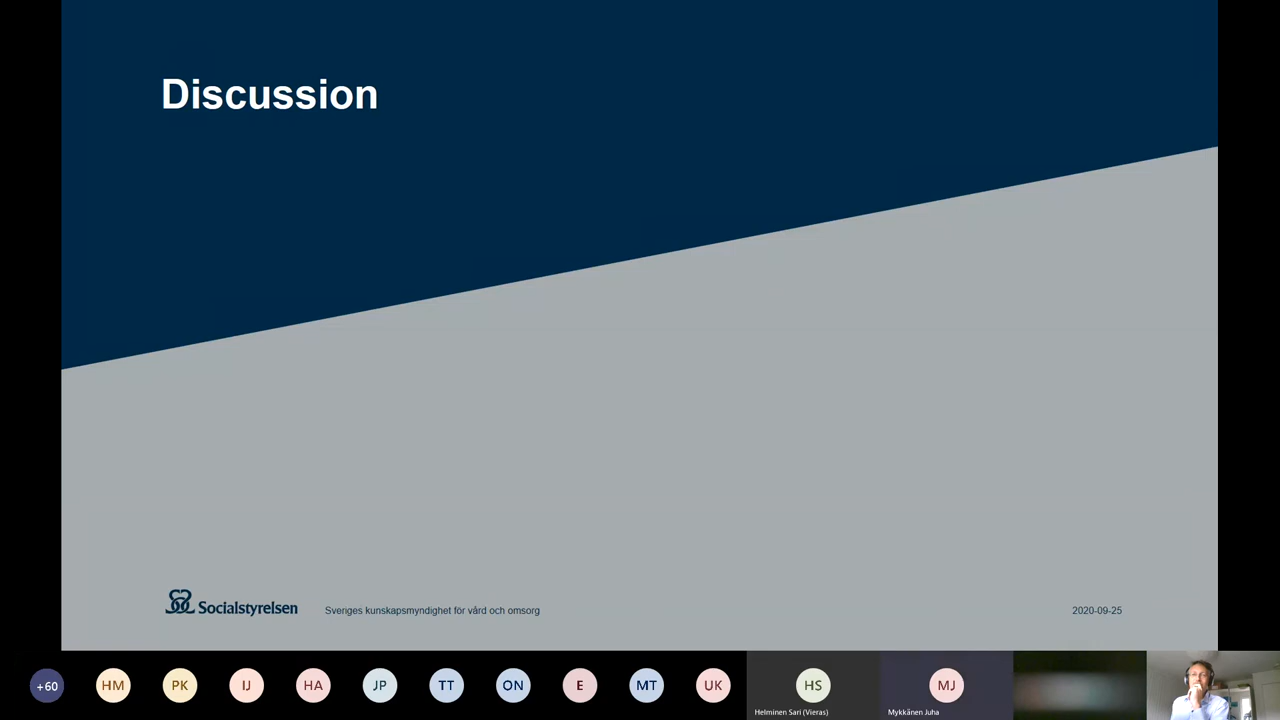 Discussion
Socialstyrelsen
Sveriges kunskapsmyndighet för vård och omsorg
2020-09-25
+60
HM
PK
IJ
HA
JP
TT
ON
E
MT
UK
HS
Helminen Sari (Vieras)
MJ
Mykkänen Juha